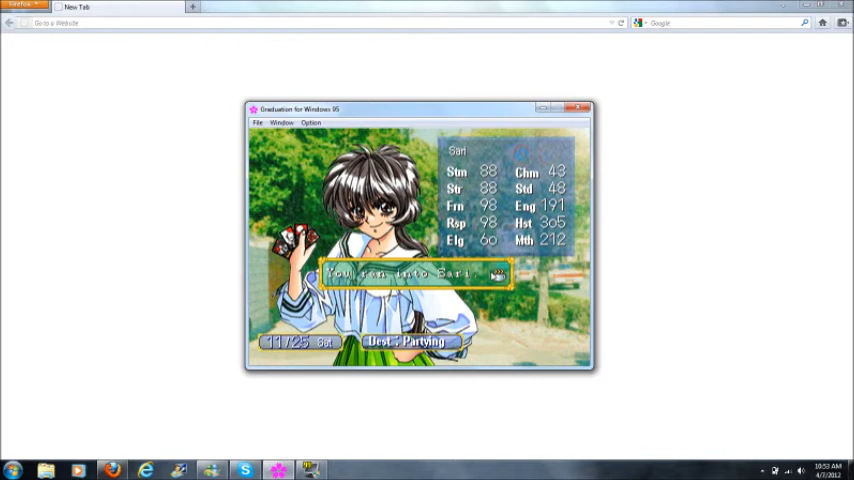 Firefox
New Tab
Go to a Website
Google
Graduation for Windows 95
File Window Option
Sari
Stm 88 Chm 43
Str 88 Std 48
Frn 98 Eng 191
Rsp 98 Hst 305
Elg 60 Mth 212
You ran into Sari.
11/25 Sat
Dest : Partying
10:53 AM
4/7/2012